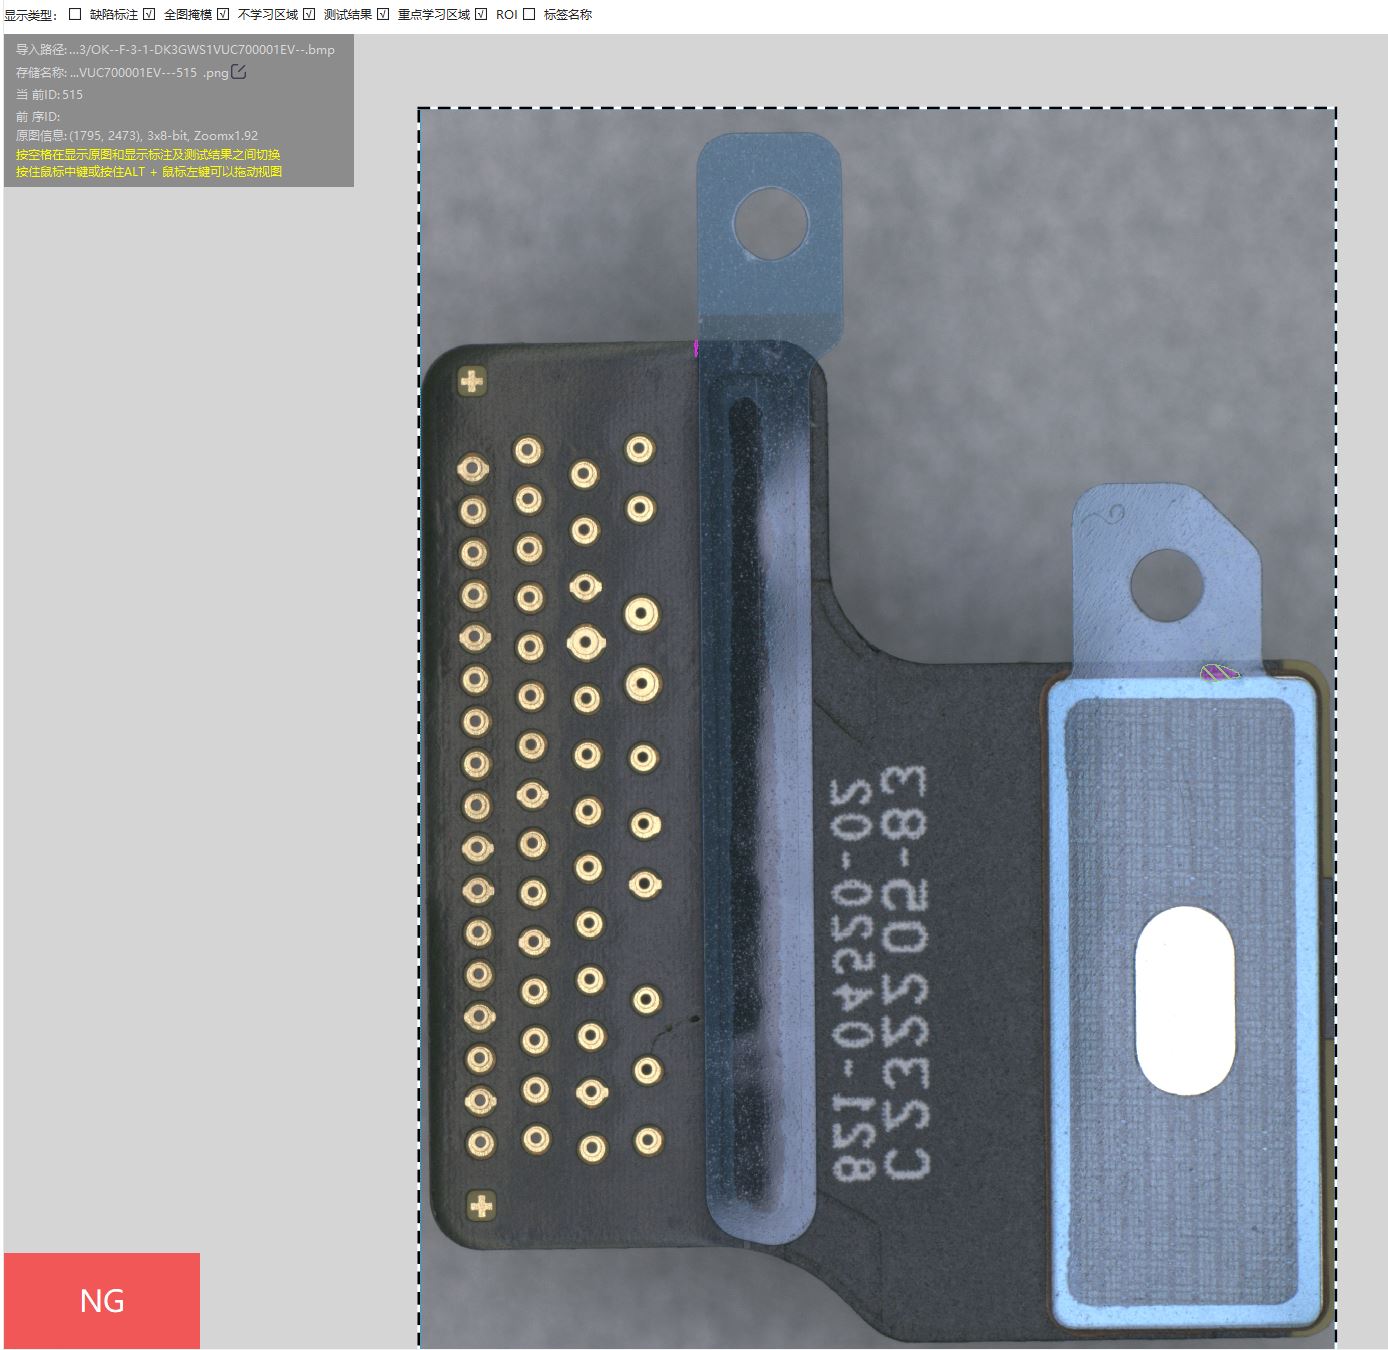 显示类型： 缺陷标注 全图掩模 不学习区域 测试结果 重点学习区域 ROI 标签名称
导入路径: ...3/OK--F-3-1-DK3GWS1VUC700001EV--.bmp
存储名称: ...VUC700001EV---515 .png
当 前ID: 515
前 序ID:
原图信息: (1795, 2473), 3x8-bit, Zoomx1.92
按空格在显示原图和显示标注及测试结果之间切换
按住鼠标中键或按住ALT + 鼠标左键可以拖动视图
821-04520-02
C 2322 05-83
NG